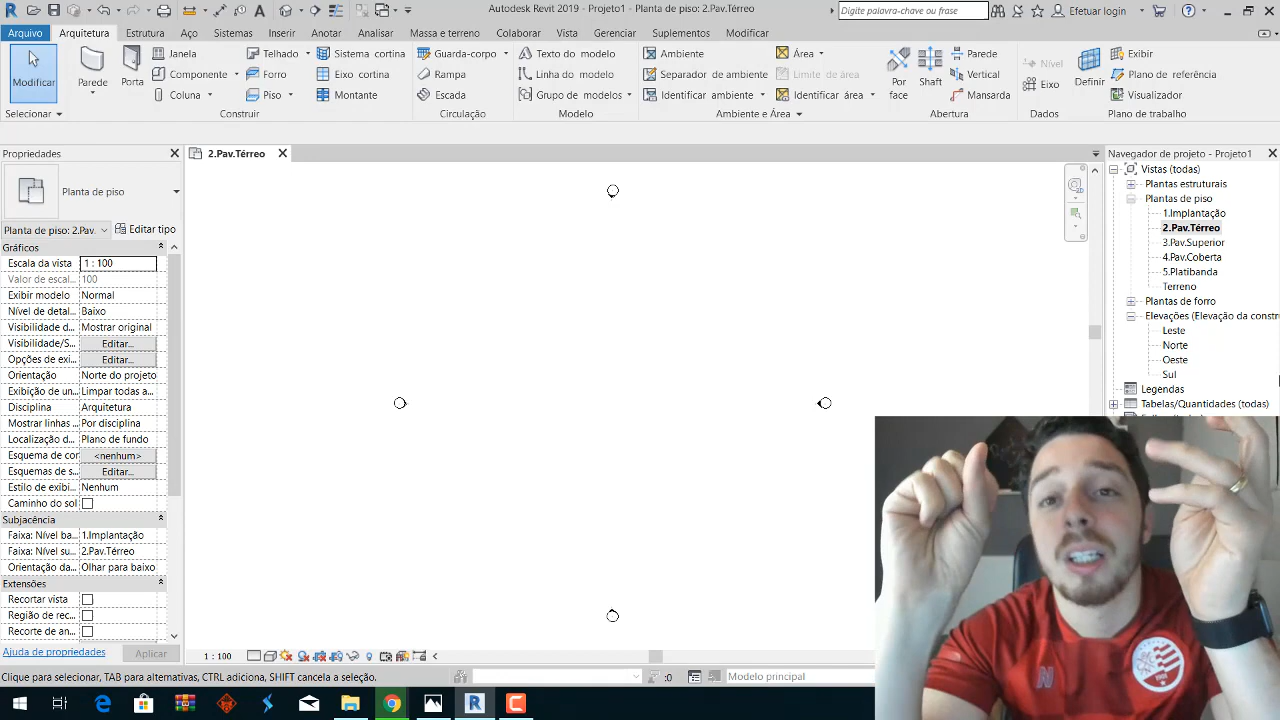 Autodesk Revit 2019 - Projeto1 - Planta de piso: 2.Pav.Térreo
Digite palavra-chave ou frase
Efetuar login
Arquivo Arquitetura Estrutura Aço Sistemas Inserir Anotar Analisar Massa e terreno Colaborar Vista Gerenciar Suplementos Modificar
Modificar
Selecionar
Parede
Porta
Janela
Componente
Coluna
Telhado
Forro
Piso
Sistema cortina
Eixo cortina
Montante
Construir
Guarda-corpo
Rampa
Escada
Circulação
Texto do modelo
Linha do modelo
Grupo de modelos
Modelo
Ambiente
Separador de ambiente
Identificar ambiente
Área
Limite de área
Identificar área
Ambiente e Área
Por face
Shaft
Parede
Vertical
Mansarda
Abertura
Nível
Eixo
Dados
Definir
Exibir
Plano de referência
Visualizador
Plano de trabalho
Propriedades
Planta de piso
Planta de piso: 2.Pav.
Editar tipo
Gráficos
Escala da vista 1 : 100
Valor de escal... 100
Exibir modelo Normal
Nível de detal... Baixo
Visibilidade d... Mostrar original
Visibilidade/S... Editar...
Opções de exi... Editar...
Orientação Norte do projeto
Exibição de un... Limpar todas a...
Disciplina Arquitetura
Mostrar linhas ... Por disciplina
Localização d... Plano de fundo
Esquema de cor <nenhum>
Esquemas de s... Editar...
Estilo de exibi... Nenhum
Caminho do sol
Subjacência
Faixa: Nível ba... 1.Implantação
Faixa: Nível su... 2.Pav.Térreo
Orientação da... Olhar para baixo
Extensões
Recortar vista
Região de rec...
Recorte de an...
Ajuda de propriedades
Aplicar
2.Pav.Térreo
Navegador de projeto - Projeto1
Vistas (todas)
Plantas estruturais
Plantas de piso
1.Implantação
2.Pav.Térreo
3.Pav.Superior
4.Pav.Coberta
5.Platibanda
Terreno
Plantas de forro
Elevações (Elevação da constr
Leste
Norte
Oeste
Sul
Legendas
Tabelas/Quantidades (todas)
1 : 100
Clique para selecionar, TAB para alternativas, CTRL adiciona, SHIFT cancela a seleção.
:0
Modelo principal